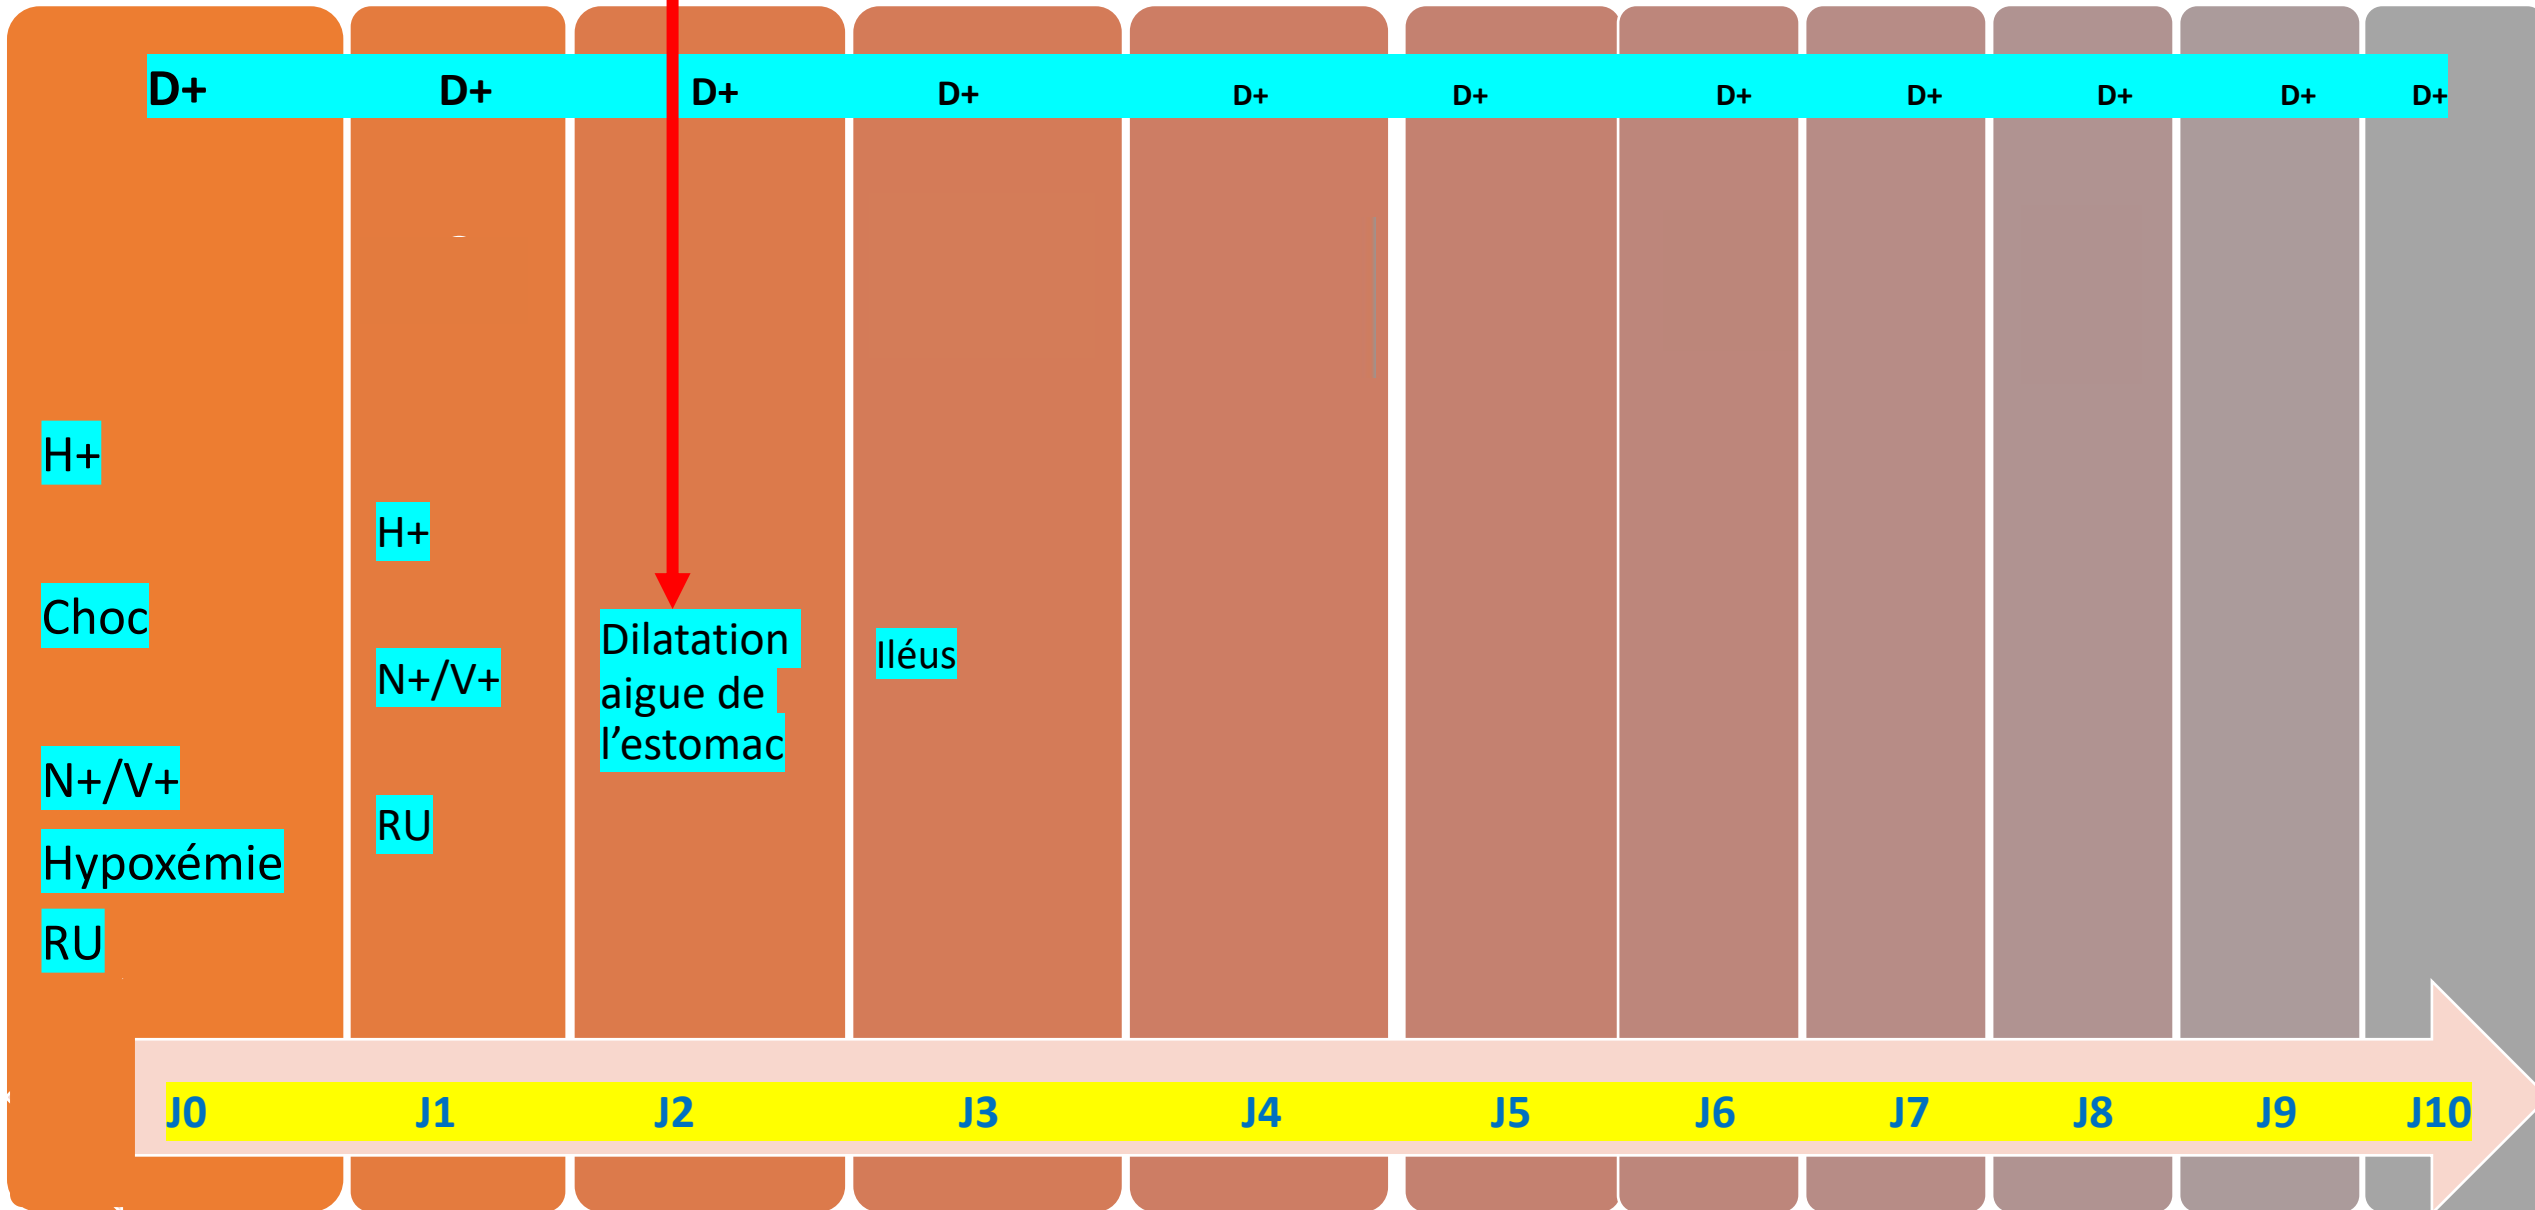 D+ D+ D+ D+ D+ D+ D+ D+ D+ D+ D+
H+
Choc
N+/V+
Hypoxémie
RU
H+
N+/V+
RU
Dilatation
aigue de
l’estomac
Iléus
J0 J1 J2 J3 J4 J5 J6 J7 J8 J9 J10